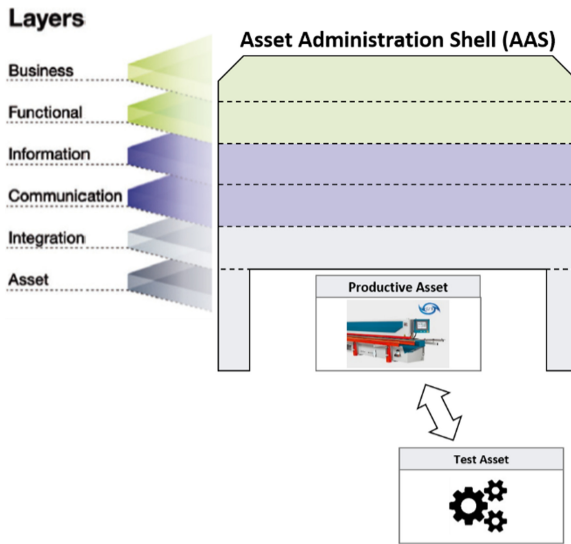 Layers
Asset Administration Shell (AAS)
Business
Functional
Information
Communication
Integration
Asset
Productive Asset
Test Asset